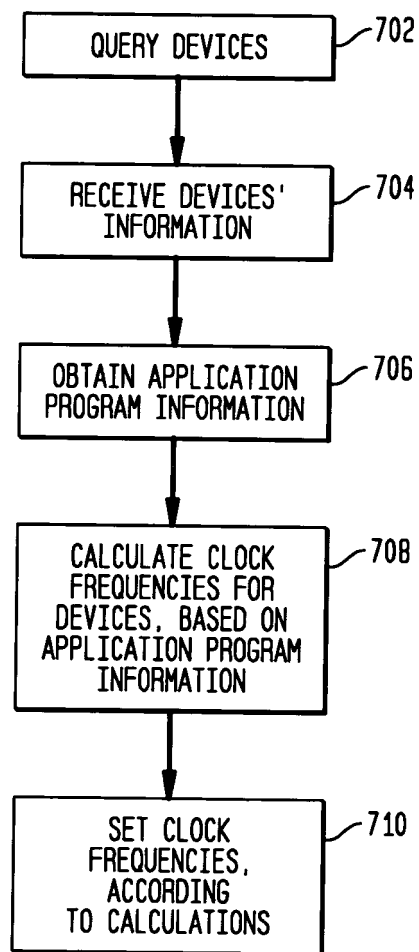 QUERY DEVICES
702
RECEIVE DEVICES'
INFORMATION
704
OBTAIN APPLICATION
PROGRAM INFORMATION
706
CALCULATE CLOCK
FREQUENCIES FOR
DEVICES, BASED ON
APPLICATION PROGRAM
INFORMATION
708
SET CLOCK
FREQUENCIES,
ACCORDING
TO CALCULATIONS
710